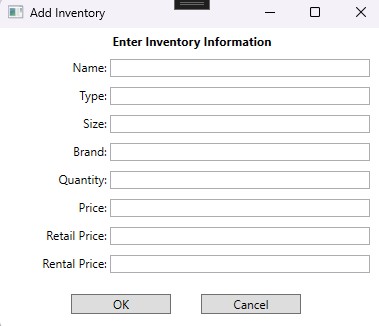 Add Inventory
Enter Inventory Information
Name:
Type:
Size:
Brand:
Quantity:
Price:
Retail Price:
Rental Price:
OK Cancel